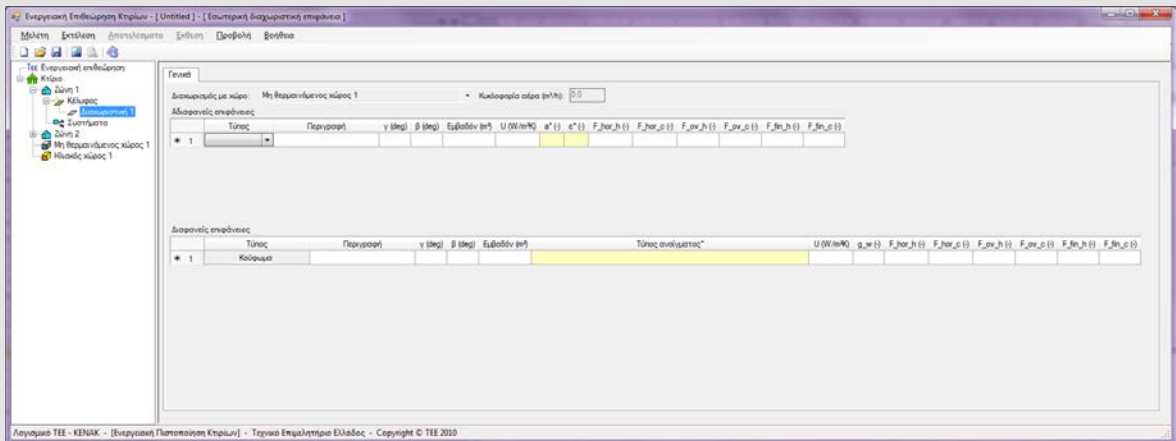 Ενεργειακή Επιθεώρηση Κτιρίων - [ Untitled ] - [ Εσωτερική διαχωριστική επιφάνεια ]
Μελέτη Εκτέλεση Αποτελέσματα Έκθεση Προβολή Βοήθεια
Τεε Ενεργειακή επιθεώρηση
Κτίριο
Ζώνη 1
Κέλυφος
Διαχωριστική 1
Συστήματα
Ζώνη 2
Μη θερμαινόμενος χώρος 1
Ηλιακός χώρος 1
Γενικά
Διαχωρισμός με χώρο: Μη θερμαινόμενος χώρος 1 Κυκλοφορία αέρα (m³/h): 0.0
Αδιαφανείς επιφάνειες
Τύπος Περιγραφή γ (deg) β (deg) Εμβαδόν (m²) U (W/m²K) α* (-) ε* (-) F_hor_h (-) F_hor_c (-) F_ov_h (-) F_ov_c (-) F_fin_h (-) F_fin_c (-)
1
Διαφανείς επιφάνειες
Τύπος Περιγραφή γ (deg) β (deg) Εμβαδόν (m²) Τύπος ανοίγματος* U (W/m²K) g_w (-) F_hor_h (-) F_hor_c (-) F_ov_h (-) F_ov_c (-) F_fin_h (-) F_fin_c (-)
1 Κούφωμα
Λογισμικό ΤΕΕ - KENAK - [Ενεργειακή Πιστοποίηση Κτιρίων] - Τεχνικό Επιμελητήριο Ελλάδος - Copyright © ΤΕΕ 2010